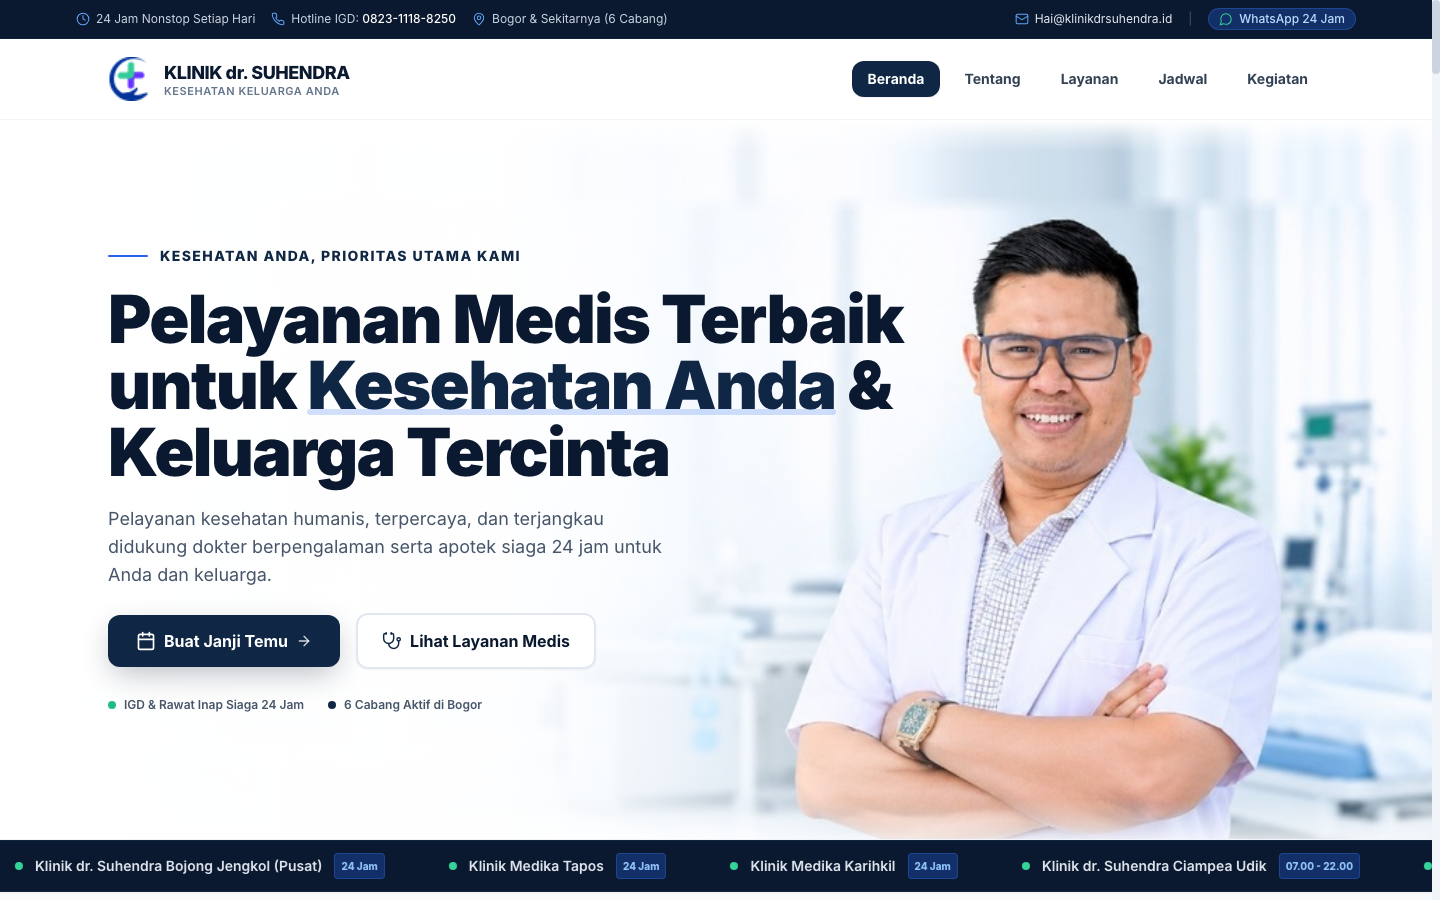 24 Jam Nonstop Setiap Hari
Hotline IGD: 0823-1118-8250
Bogor & Sekitarnya (6 Cabang)
Hai@klinikdrsuhendra.id
WhatsApp 24 Jam
KLINIK dr. SUHENDRA
KESEHATAN KELUARGA ANDA
Beranda
Tentang
Layanan
Jadwal
Kegiatan
KESEHATAN ANDA, PRIORITAS UTAMA KAMI
Pelayanan Medis Terbaik
untuk Kesehatan Anda &
Keluarga Tercinta
Pelayanan kesehatan humanis, terpercaya, dan terjangkau
didukung dokter berpengalaman serta apotek siaga 24 jam untuk
Anda dan keluarga.
Buat Janji Temu
Lihat Layanan Medis
IGD & Rawat Inap Siaga 24 Jam
6 Cabang Aktif di Bogor
Klinik dr. Suhendra Bojong Jengkol (Pusat)
24 Jam
Klinik Medika Tapos
24 Jam
Klinik Medika Karihkil
24 Jam
Klinik dr. Suhendra Ciampea Udik
07.00 - 22.00